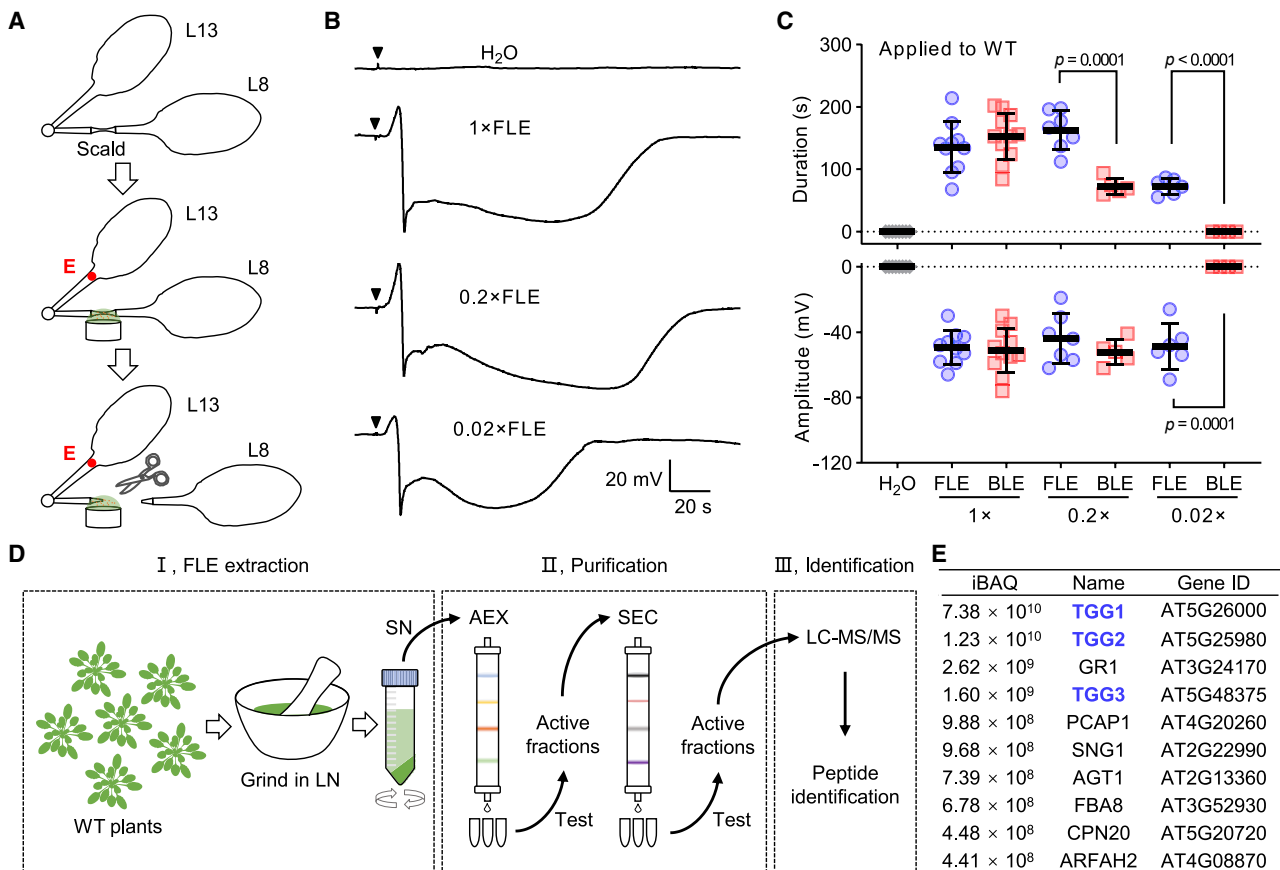 A
L13
L8
Scald
L13
E
L8
L13
E
L8
B
H₂O
1×FLE
0.2×FLE
0.02×FLE
20 mV
20 s
C
Applied to WT
p = 0.0001
p < 0.0001
Duration (s)
300
200
100
0
Amplitude (mV)
0
-40
-80
-120
p = 0.0001
H₂O FLE BLE FLE BLE FLE BLE
1× 0.2× 0.02×
D
I, FLE extraction
II, Purification
III, Identification
WT plants
Grind in LN
SN
AEX
Active fractions
Test
SEC
Active fractions
Test
LC-MS/MS
Peptide identification
E
iBAQ Name Gene ID
7.38 × 10¹⁰ TGG1 AT5G26000
1.23 × 10¹⁰ TGG2 AT5G25980
2.62 × 10⁹ GR1 AT3G24170
1.60 × 10⁹ TGG3 AT5G48375
9.88 × 10⁸ PCAP1 AT4G20260
9.68 × 10⁸ SNG1 AT2G22990
7.39 × 10⁸ AGT1 AT2G13360
6.78 × 10⁸ FBA8 AT3G52930
4.48 × 10⁸ CPN20 AT5G20720
4.41 × 10⁸ ARFAH2 AT4G08870